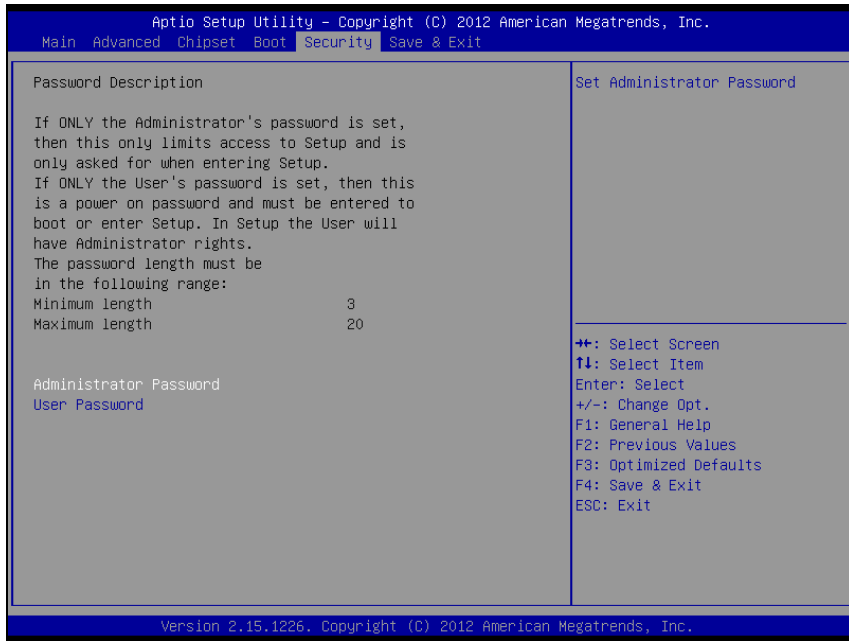 Aptio Setup Utility – Copyright (C) 2012 American Megatrends, Inc.
Main Advanced Chipset Boot Security Save & Exit
Password Description
If ONLY the Administrator's password is set,
then this only limits access to Setup and is
only asked for when entering Setup.
If ONLY the User's password is set, then this
is a power on password and must be entered to
boot or enter Setup. In Setup the User will
have Administrator rights.
The password length must be
in the following range:
Minimum length 3
Maximum length 20
Administrator Password
User Password
Set Administrator Password
→←: Select Screen
↑↓: Select Item
Enter: Select
+/-: Change Opt.
F1: General Help
F2: Previous Values
F3: Optimized Defaults
F4: Save & Exit
ESC: Exit
Version 2.15.1226. Copyright (C) 2012 American Megatrends, Inc.